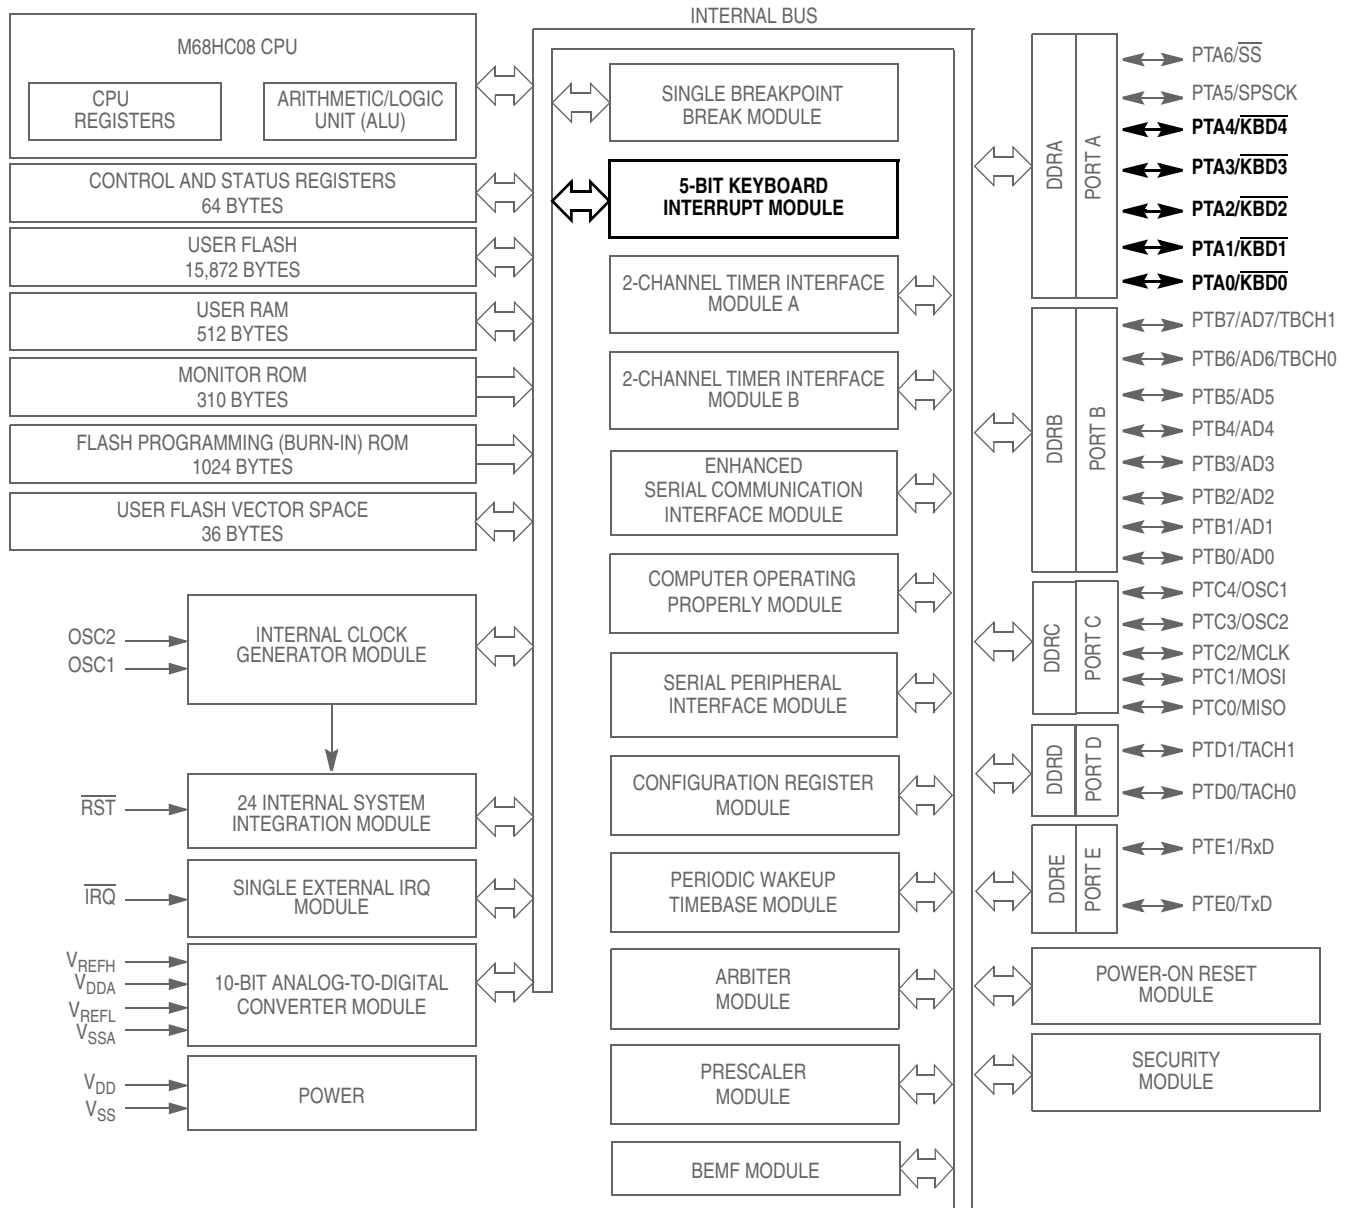 INTERNAL BUS
M68HC08 CPU
CPU
REGISTERS
ARITHMETIC/LOGIC
UNIT (ALU)
CONTROL AND STATUS REGISTERS
64 BYTES
USER FLASH
15,872 BYTES
USER RAM
512 BYTES
MONITOR ROM
310 BYTES
FLASH PROGRAMMING (BURN-IN) ROM
1024 BYTES
USER FLASH VECTOR SPACE
36 BYTES
OSC2
OSC1
INTERNAL CLOCK
GENERATOR MODULE
RST
24 INTERNAL SYSTEM
INTEGRATION MODULE
IRQ
SINGLE EXTERNAL IRQ
MODULE
VREFH
VDDA
VREFL
VSSA
10-BIT ANALOG-TO-DIGITAL
CONVERTER MODULE
VDD
VSS
POWER
SINGLE BREAKPOINT
BREAK MODULE
5-BIT KEYBOARD
INTERRUPT MODULE
2-CHANNEL TIMER INTERFACE
MODULE A
2-CHANNEL TIMER INTERFACE
MODULE B
ENHANCED
SERIAL COMMUNICATION
INTERFACE MODULE
COMPUTER OPERATING
PROPERLY MODULE
SERIAL PERIPHERAL
INTERFACE MODULE
CONFIGURATION REGISTER
MODULE
PERIODIC WAKEUP
TIMEBASE MODULE
ARBITER
MODULE
PRESCALER
MODULE
BEMF MODULE
DDRA
PORT A
PTA6/SS
PTA5/SPSCK
PTA4/KBD4
PTA3/KBD3
PTA2/KBD2
PTA1/KBD1
PTA0/KBD0
DDRB
PORT B
PTB7/AD7/TBCH1
PTB6/AD6/TBCH0
PTB5/AD5
PTB4/AD4
PTB3/AD3
PTB2/AD2
PTB1/AD1
PTB0/AD0
DDRC
PORT C
PTC4/OSC1
PTC3/OSC2
PTC2/MCLK
PTC1/MOSI
PTC0/MISO
DDRD
PORT D
PTD1/TACH1
PTD0/TACH0
DDRE
PORT E
PTE1/RxD
PTE0/TxD
POWER-ON RESET
MODULE
SECURITY
MODULE